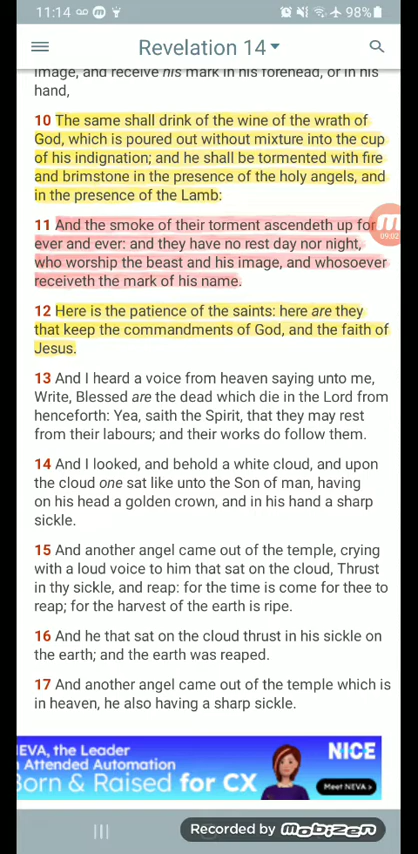 11:14
98%
Revelation 14
image, and receive his mark in his forehead, or in his
hand,
10 The same shall drink of the wine of the wrath of
God, which is poured out without mixture into the cup
of his indignation; and he shall be tormented with fire
and brimstone in the presence of the holy angels, and
in the presence of the Lamb:
11 And the smoke of their torment ascendeth up for
ever and ever: and they have no rest day nor night,
who worship the beast and his image, and whosoever
receiveth the mark of his name.
09:02
12 Here is the patience of the saints: here are they
that keep the commandments of God, and the faith of
Jesus.
13 And I heard a voice from heaven saying unto me,
Write, Blessed are the dead which die in the Lord from
henceforth: Yea, saith the Spirit, that they may rest
from their labours; and their works do follow them.
14 And I looked, and behold a white cloud, and upon
the cloud one sat like unto the Son of man, having
on his head a golden crown, and in his hand a sharp
sickle.
15 And another angel came out of the temple, crying
with a loud voice to him that sat on the cloud, Thrust
in thy sickle, and reap: for the time is come for thee to
reap; for the harvest of the earth is ripe.
16 And he that sat on the cloud thrust in his sickle on
the earth; and the earth was reaped.
17 And another angel came out of the temple which is
in heaven, he also having a sharp sickle.
EVA, the Leader
Attended Automation
Born & Raised for CX
NICE
Meet NEVA >
Recorded by mobizen